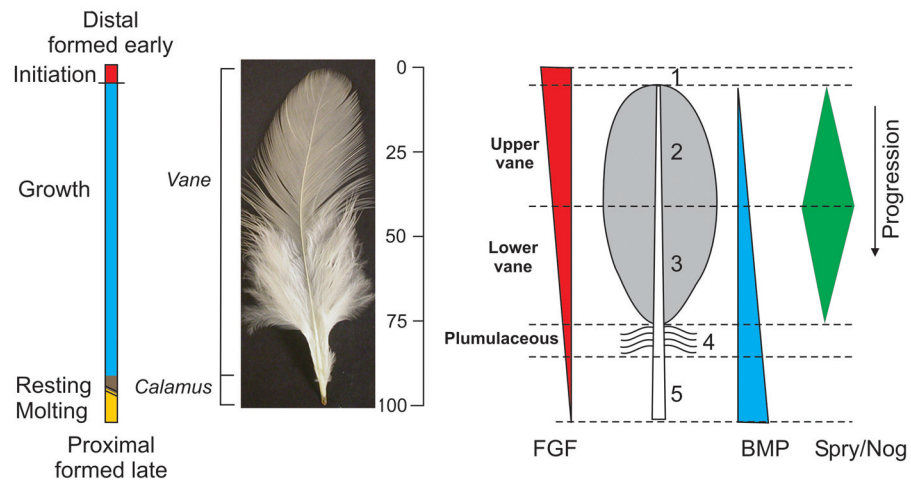 Distal
formed early
Initiation
Growth
Resting
Molting
Proximal
formed late
Vane
Calamus
0
25
50
75
100
Upper
vane
Lower
vane
Plumulaceous
1
2
3
4
5
FGF
BMP
Spry/Nog
Progression